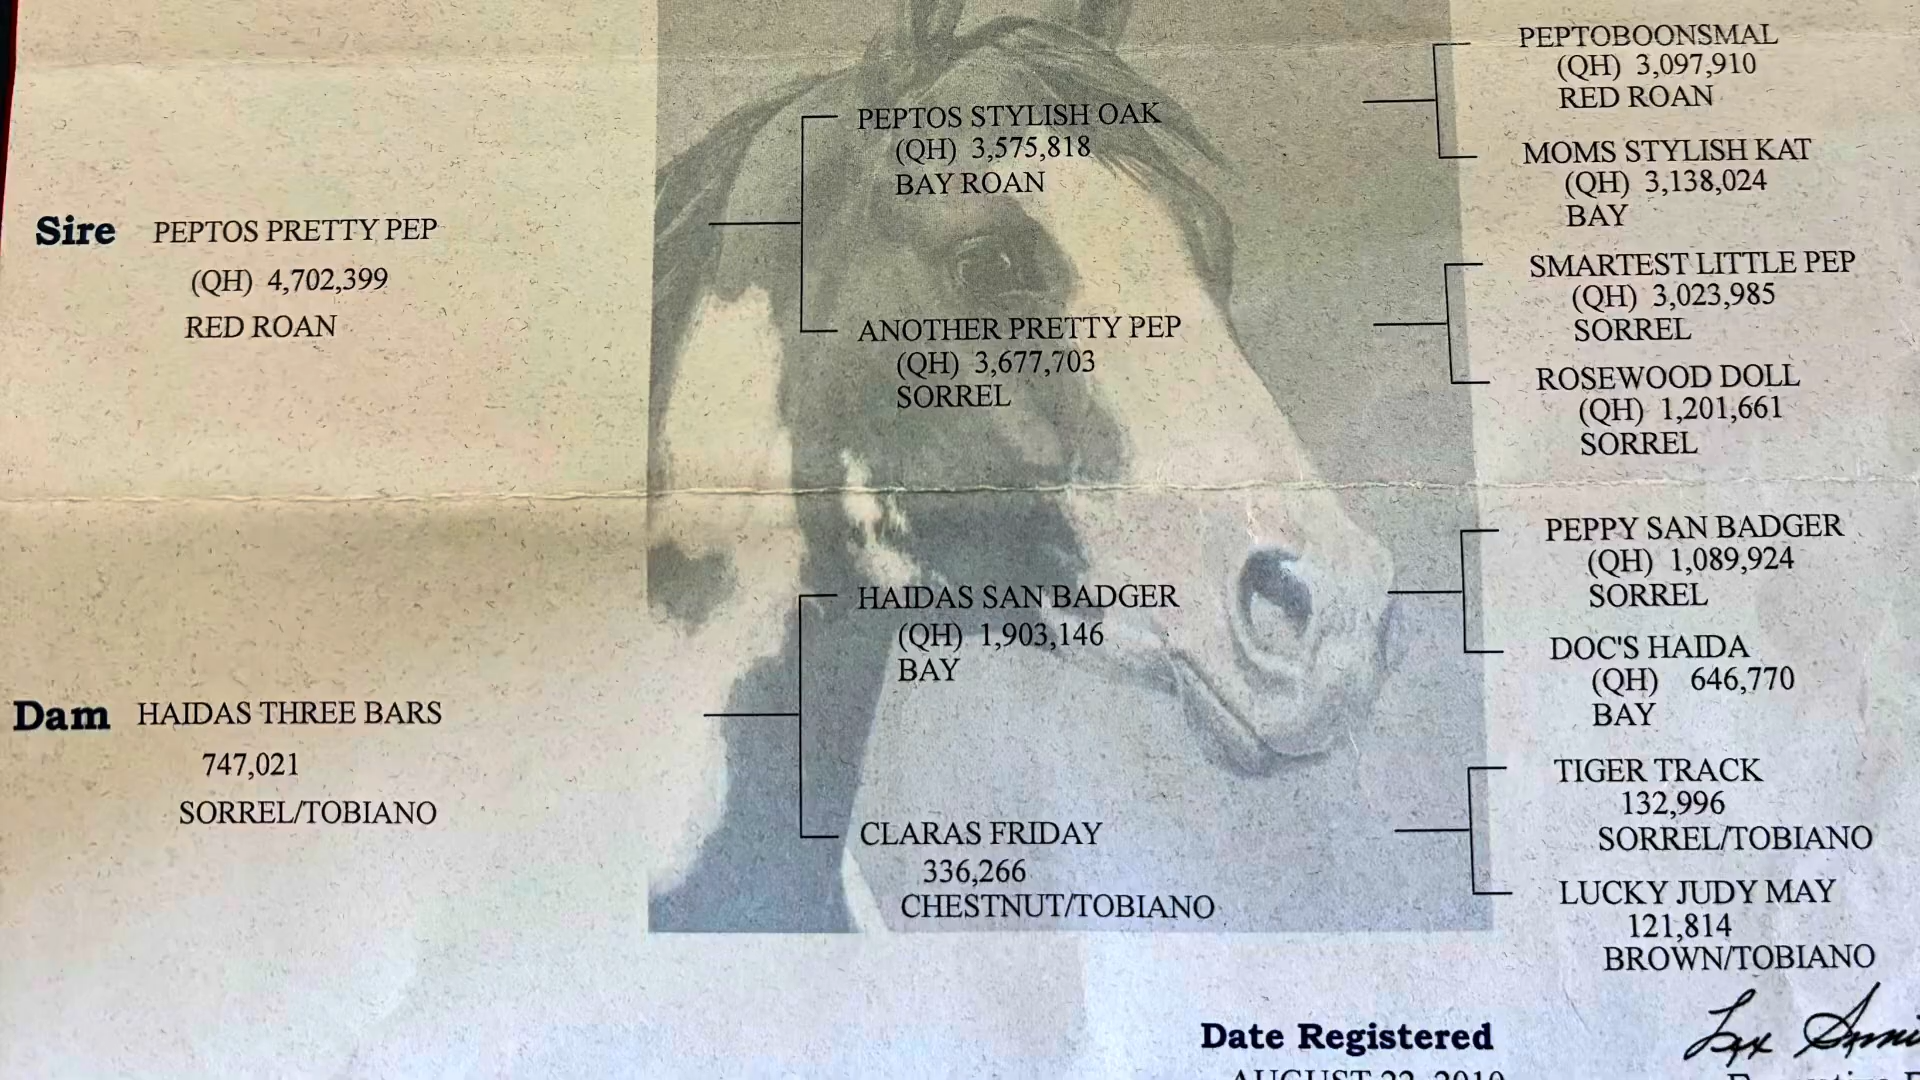 PEPTOBOONSMAL
(QH) 3,097,910
RED ROAN
PEPTOS STYLISH OAK
(QH) 3,575,818
BAY ROAN
MOMS STYLISH KAT
(QH) 3,138,024
BAY
Sire PEPTOS PRETTY PEP
(QH) 4,702,399
RED ROAN
SMARTEST LITTLE PEP
(QH) 3,023,985
SORREL
ANOTHER PRETTY PEP
(QH) 3,677,703
SORREL
ROSEWOOD DOLL
(QH) 1,201,661
SORREL
PEPPY SAN BADGER
(QH) 1,089,924
SORREL
HAIDAS SAN BADGER
(QH) 1,903,146
BAY
DOC'S HAIDA
(QH) 646,770
BAY
Dam HAIDAS THREE BARS
747,021
SORREL/TOBIANO
TIGER TRACK
132,996
SORREL/TOBIANO
CLARAS FRIDAY
336,266
CHESTNUT/TOBIANO
LUCKY JUDY MAY
121,814
BROWN/TOBIANO
Date Registered